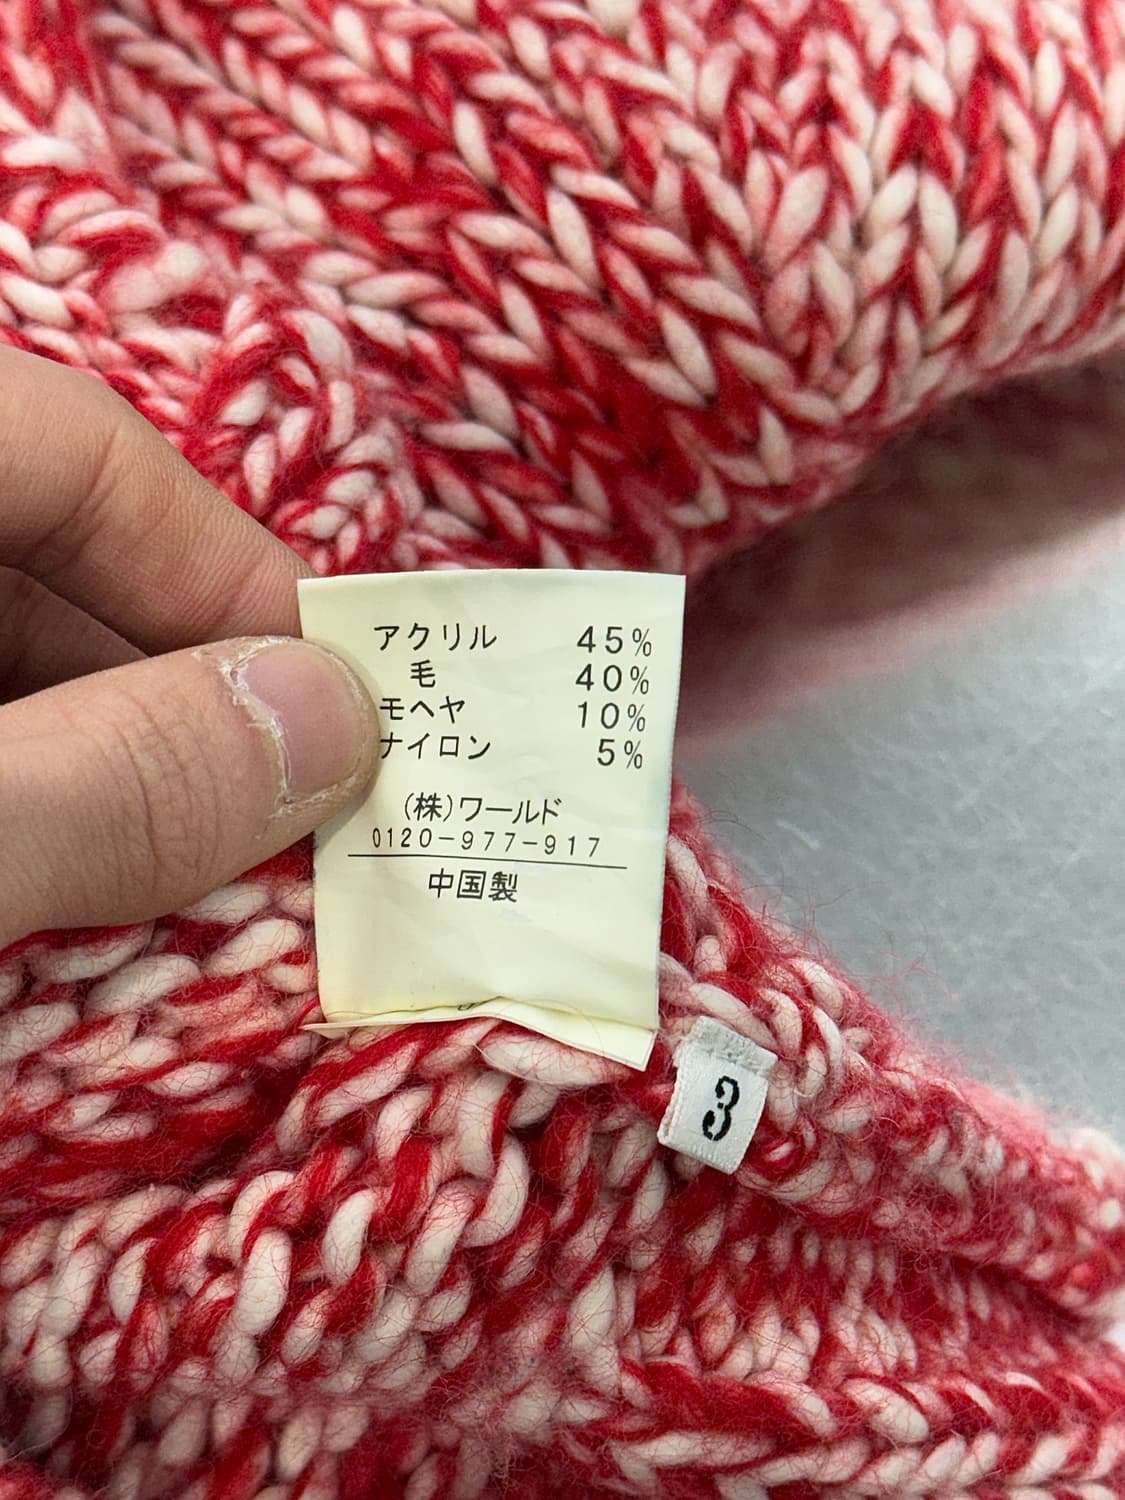 アクリル 45%
毛 40%
モヘヤ 10%
ナイロン 5%
(株)ワールド
0120-977-917
中国製
3